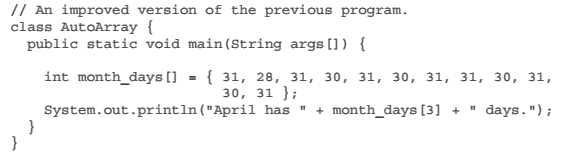 // An improved version of the previous program.
class AutoArray {
  public static void main(String args[]) {

    int month_days[] = { 31, 28, 31, 30, 31, 30, 31, 31, 30, 31,
                         30, 31 };
    System.out.println("April has " + month_days[3] + " days.");
  }
}